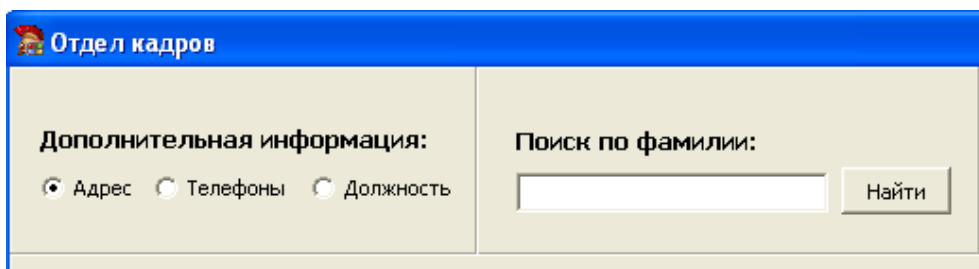 Отдел кадров
Дополнительная информация:
Адрес Телефоны Должность
Поиск по фамилии:
Найти